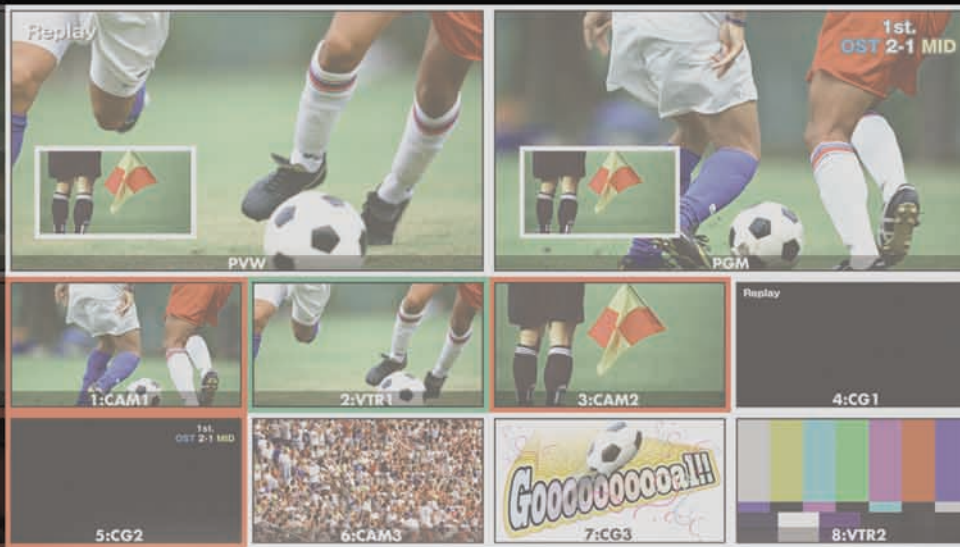 Replay
1st.
OST 2-1 MID
PVW
PGM
1:CAM1
2:VTR1
3:CAM2
Replay
4:CG1
1st.
OST 2-1 MID
5:CG2
6:CAM3
Goooooooooal!!
7:CG3
8:VTR2